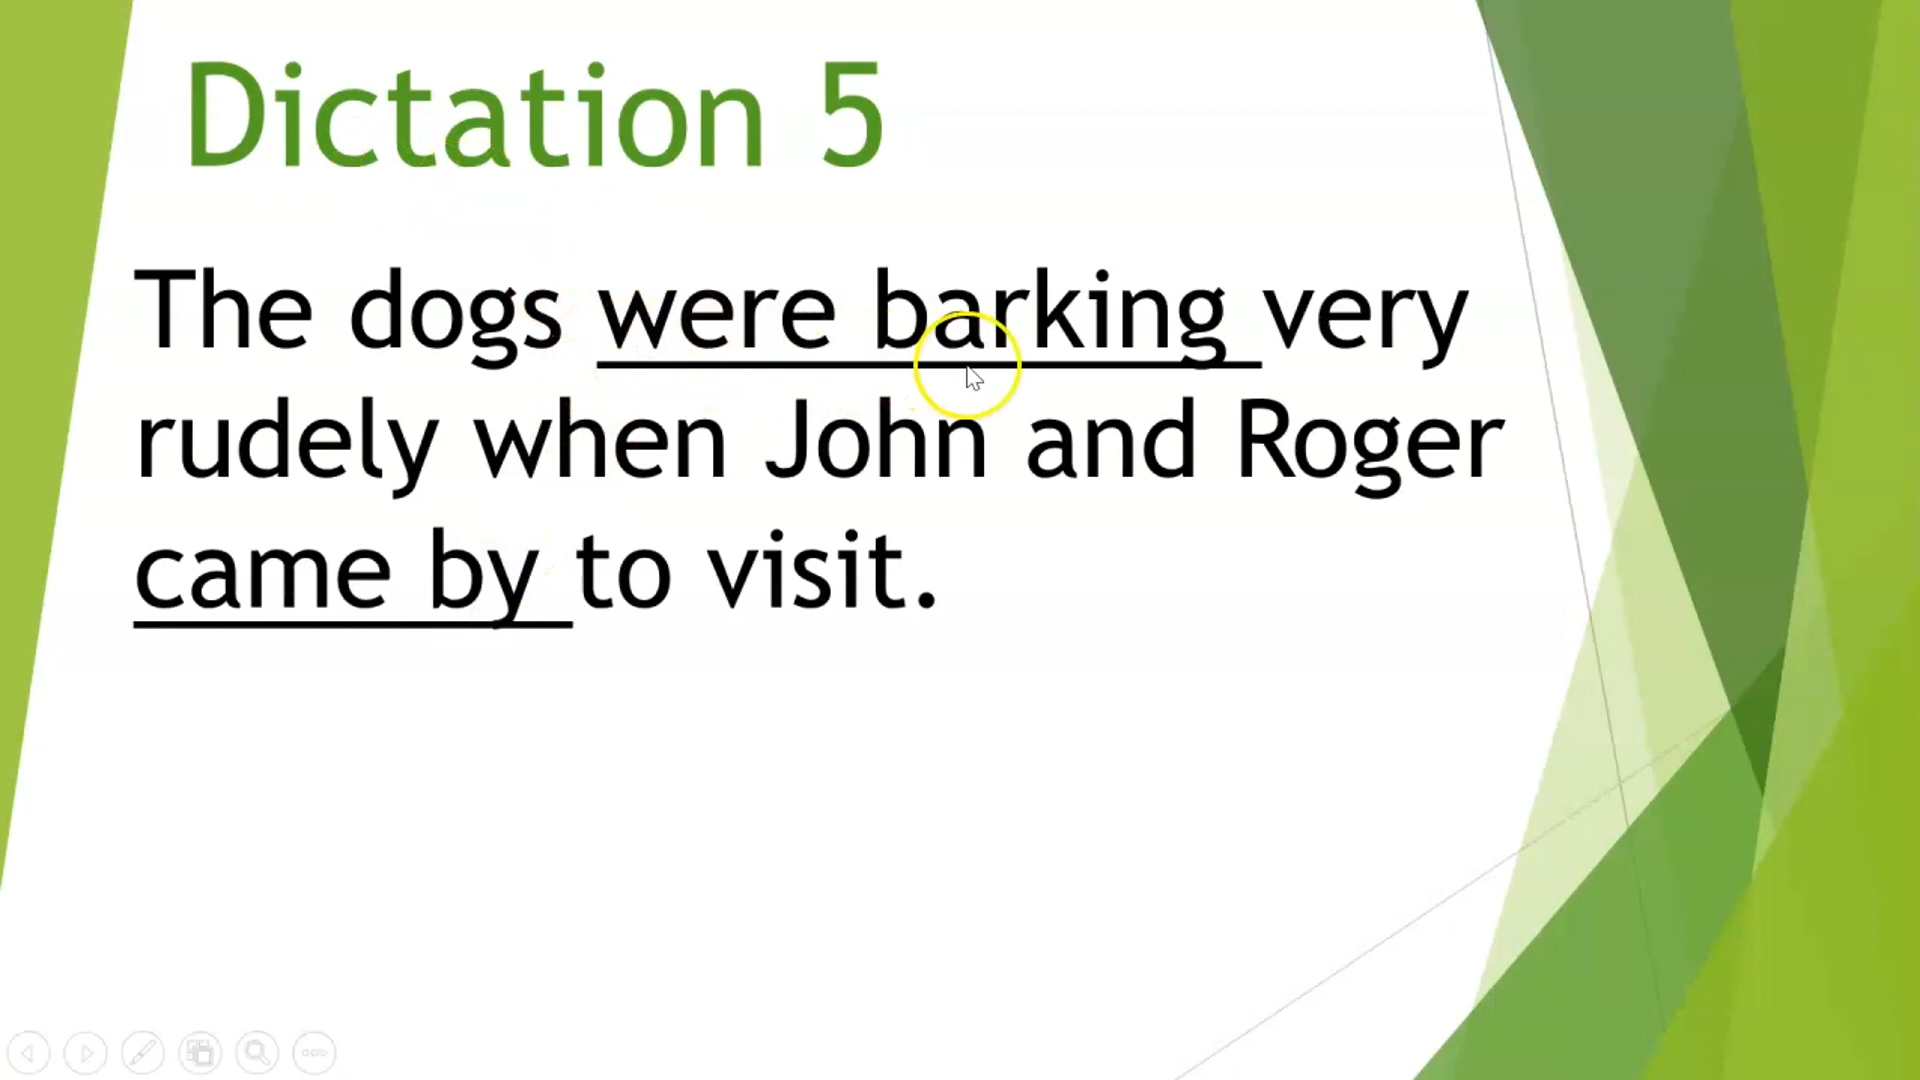 Dictation 5
The dogs were barking very
rudely when John and Roger
came by to visit.